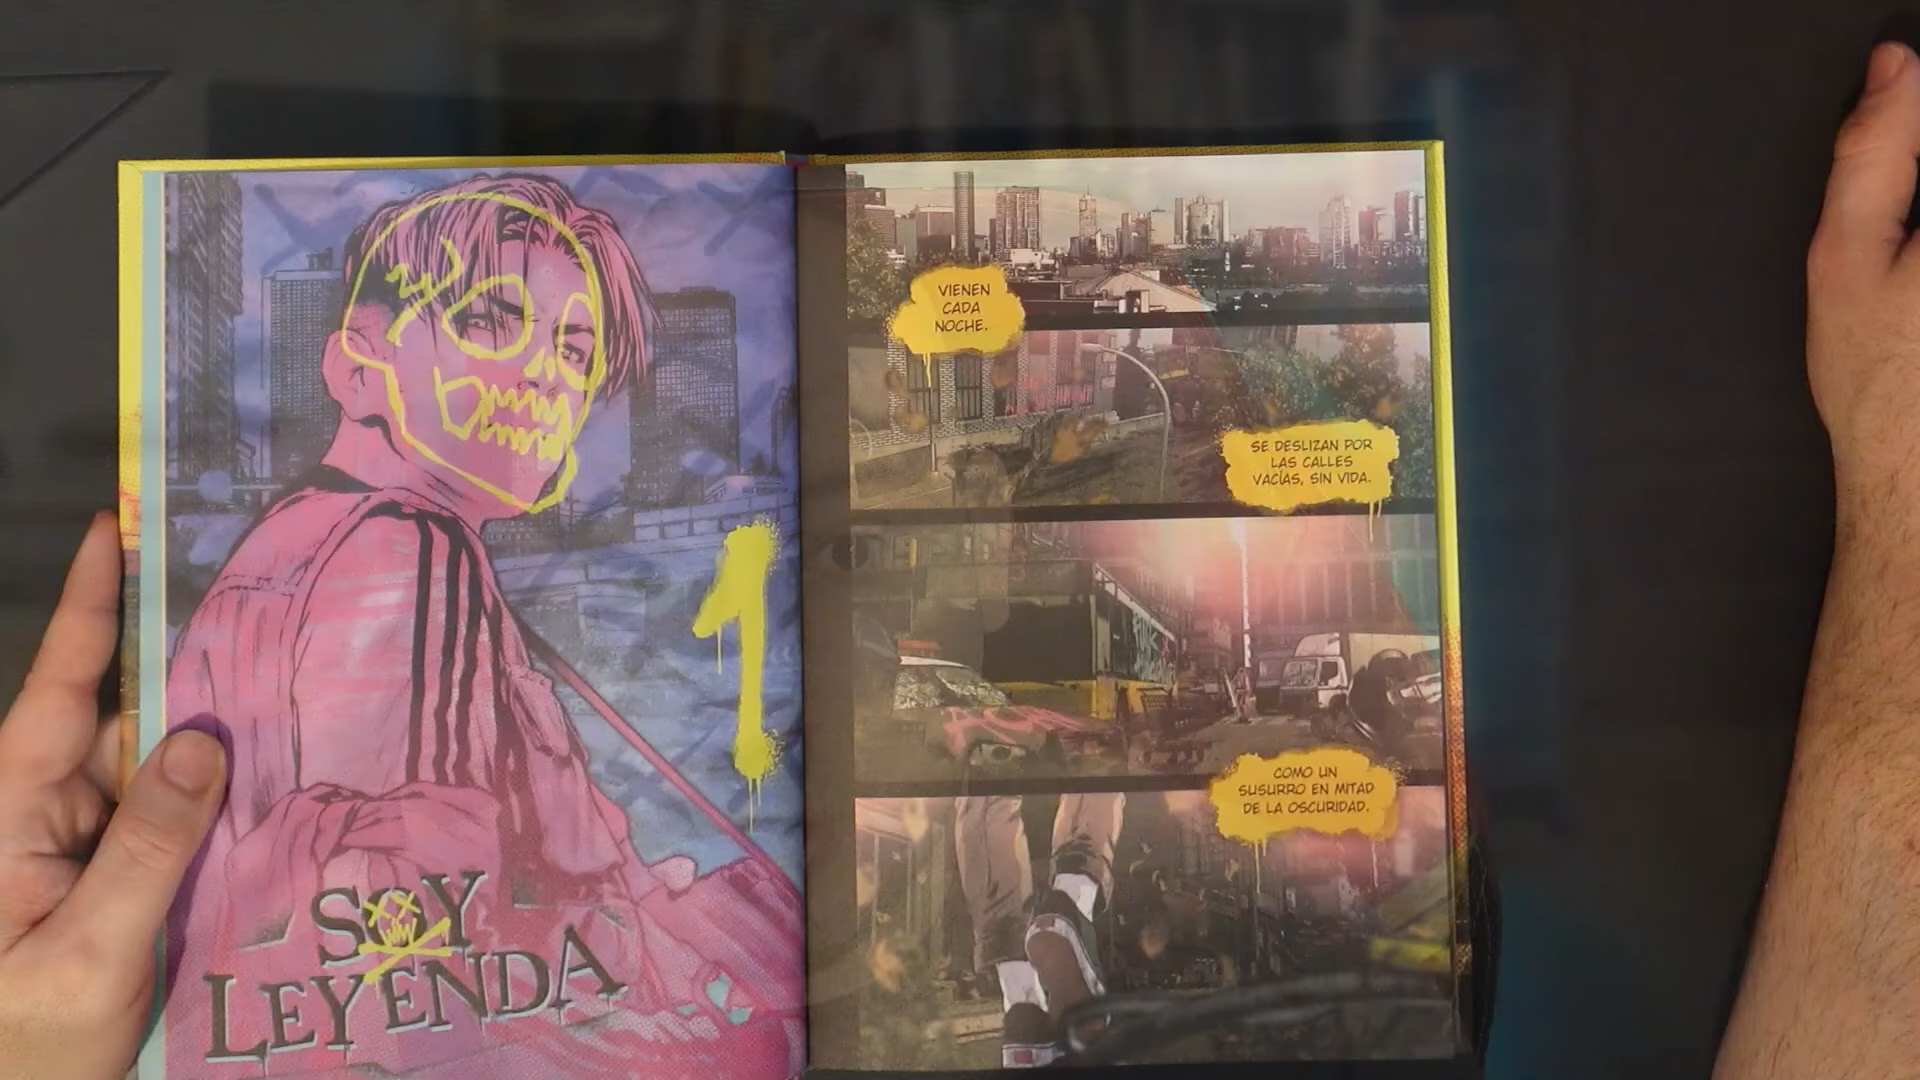 1
SOY
LEYENDA
VIENEN
CADA
NOCHE.
SE DESLIZAN POR
LAS CALLES
VACÍAS, SIN VIDA.
COMO UN
SUSURRO EN MITAD
DE LA OSCURIDAD.